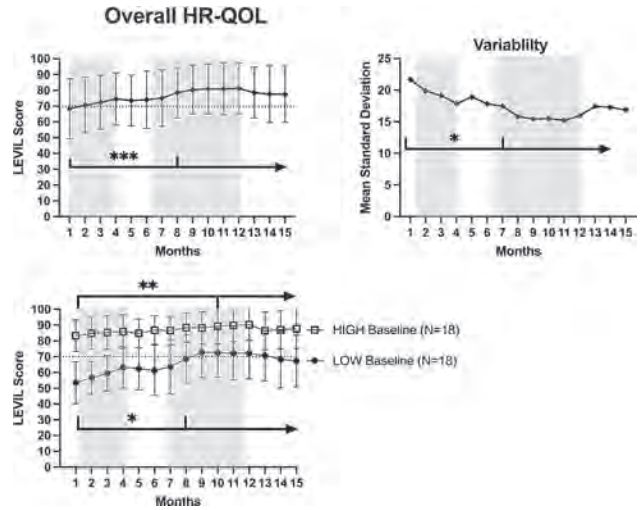 Overall HR-QOL
LEVIL Score
100
90
80
70
60
50
40
30
20
10
0
***
1 2 3 4 5 6 7 8 9 10 11 12 13 14 15
Months
Variablilty
Mean Standard Deviation
25
20
15
10
5
0
*
1 2 3 4 5 6 7 8 9 10 11 12 13 14 15
Months
LEVIL Score
100
90
80
70
60
50
40
30
20
10
0
**
HIGH Baseline (N=18)
LOW Baseline (N=18)
*
1 2 3 4 5 6 7 8 9 10 11 12 13 14 15
Months